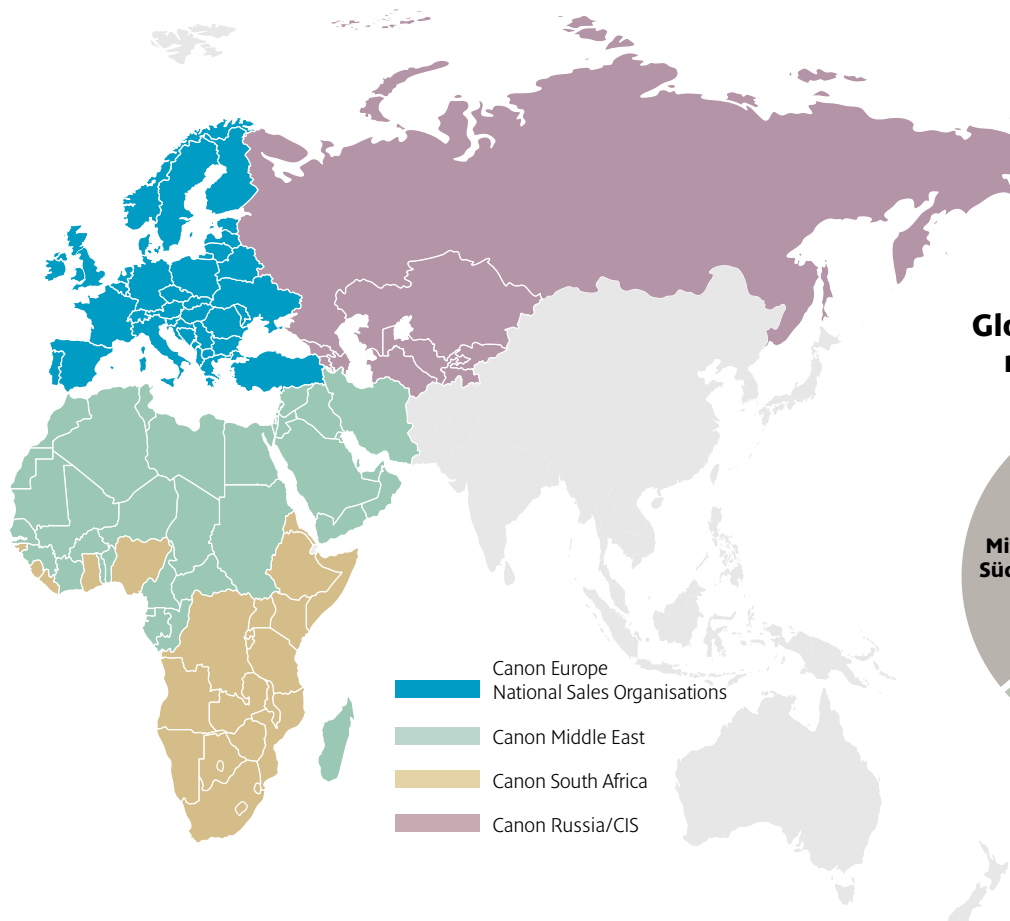 Canon Europe
National Sales Organisations
Canon Middle East
Canon South Africa
Canon Russia/CIS